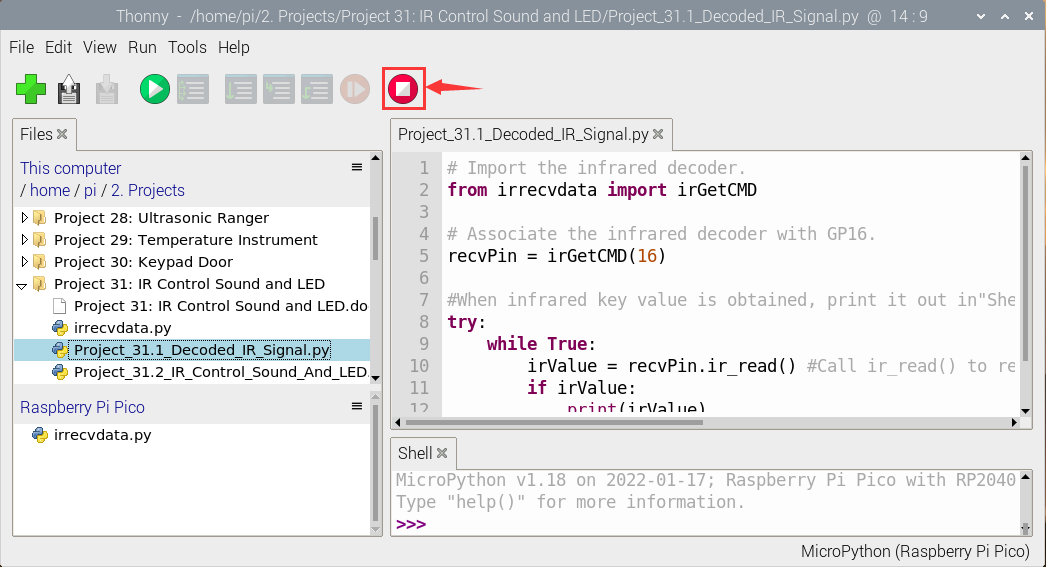 Thonny - /home/pi/2. Projects/Project 31: IR Control Sound and LED/Project_31.1_Decoded_IR_Signal.py @ 14 : 9
File Edit View Run Tools Help
Files
This computer
/ home / pi / 2. Projects
Project 28: Ultrasonic Ranger
Project 29: Temperature Instrument
Project 30: Keypad Door
Project 31: IR Control Sound and LED
Project 31: IR Control Sound and LED.do
irrecvdata.py
Project_31.1_Decoded_IR_Signal.py
Project_31.2_IR_Control_Sound_And_LED.
Raspberry Pi Pico
irrecvdata.py
Project_31.1_Decoded_IR_Signal.py
1 # Import the infrared decoder.
2 from irrecvdata import irGetCMD
3
4 # Associate the infrared decoder with GP16.
5 recvPin = irGetCMD(16)
6
7 #When infrared key value is obtained, print it out in"She
8 try:
9 while True:
10 irValue = recvPin.ir_read() #Call ir_read() to re
11 if irValue:
12 print(irValue)
Shell
MicroPython v1.18 on 2022-01-17; Raspberry Pi Pico with RP2040
Type "help()" for more information.
>>>
MicroPython (Raspberry Pi Pico)